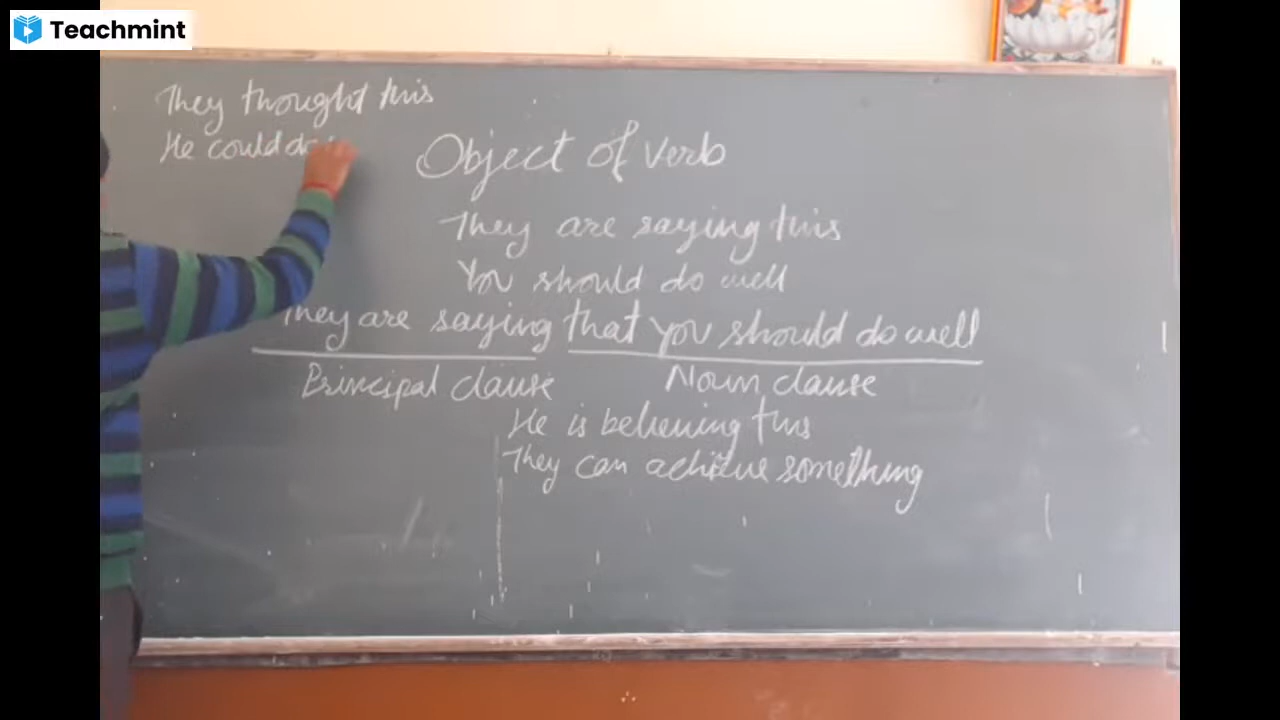 Teachmint
They thought this
He could do
Object of Verb
They are saying this
You should do well
They are saying that you should do well
Principal clause
Noun clause
He is believing this
They can achieve something